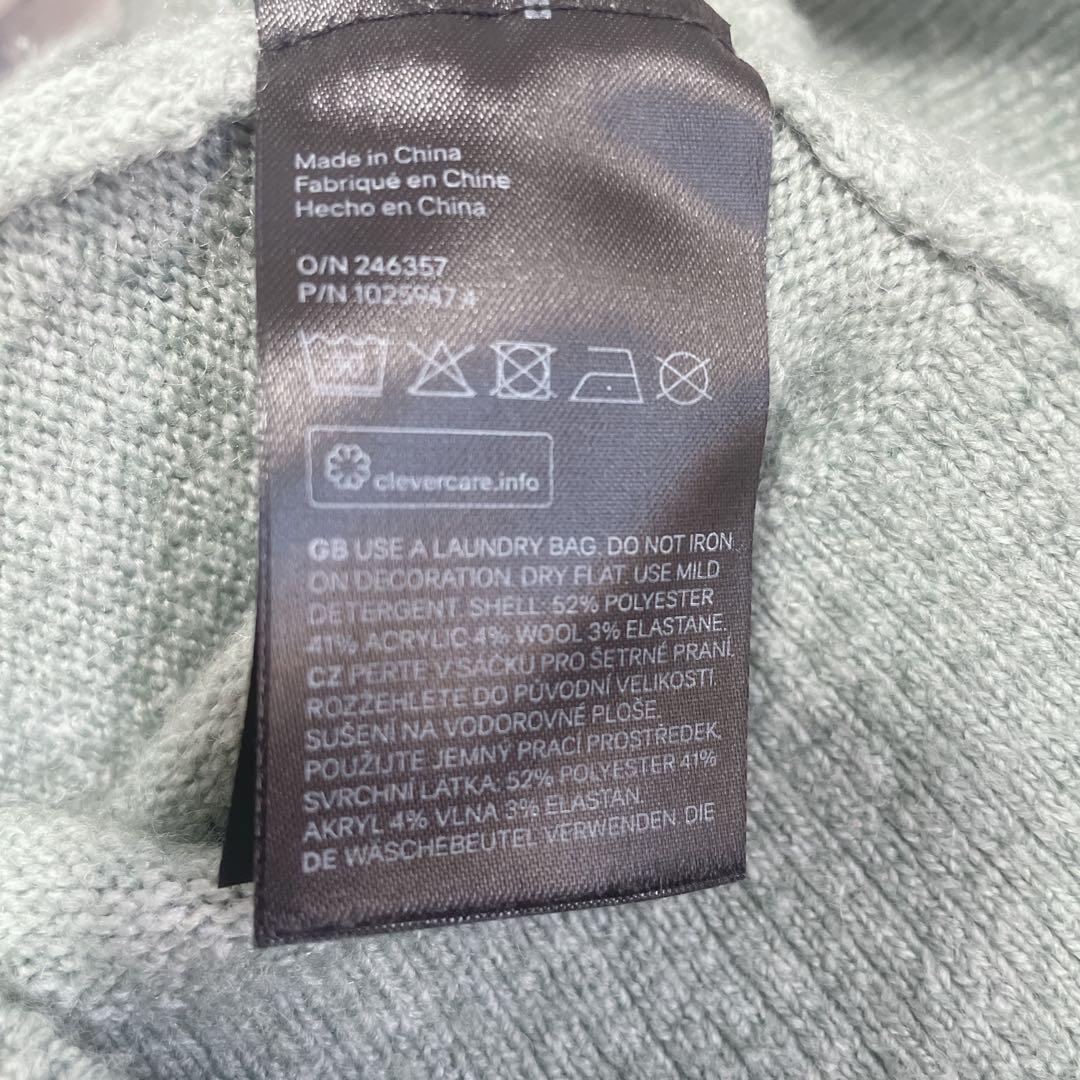 Made in China
Fabriqué en Chine
Hecho en China
O/N 246357
P/N 1025947.4
clevercare.info
GB USE A LAUNDRY BAG. DO NOT IRON
ON DECORATION. DRY FLAT. USE MILD
DETERGENT. SHELL: 52% POLYESTER
41% ACRYLIC 4% WOOL 3% ELASTANE.
CZ PERTE V SÁČKU PRO ŠETRNÉ PRANÍ.
ROZŽEHLETE DO PŮVODNÍ VELIKOSTI
SUŠENÍ NA VODOROVNÉ PLOŠE.
POUŽIJTE JEMNÝ PRACÍ PROSTŘEDEK.
SVRCHNÍ LÁTKA: 52% POLYESTER 41%
AKRYL 4% VLNA 3% ELASTAN.
DE WÄSCHEBEUTEL VERWENDEN. DIE